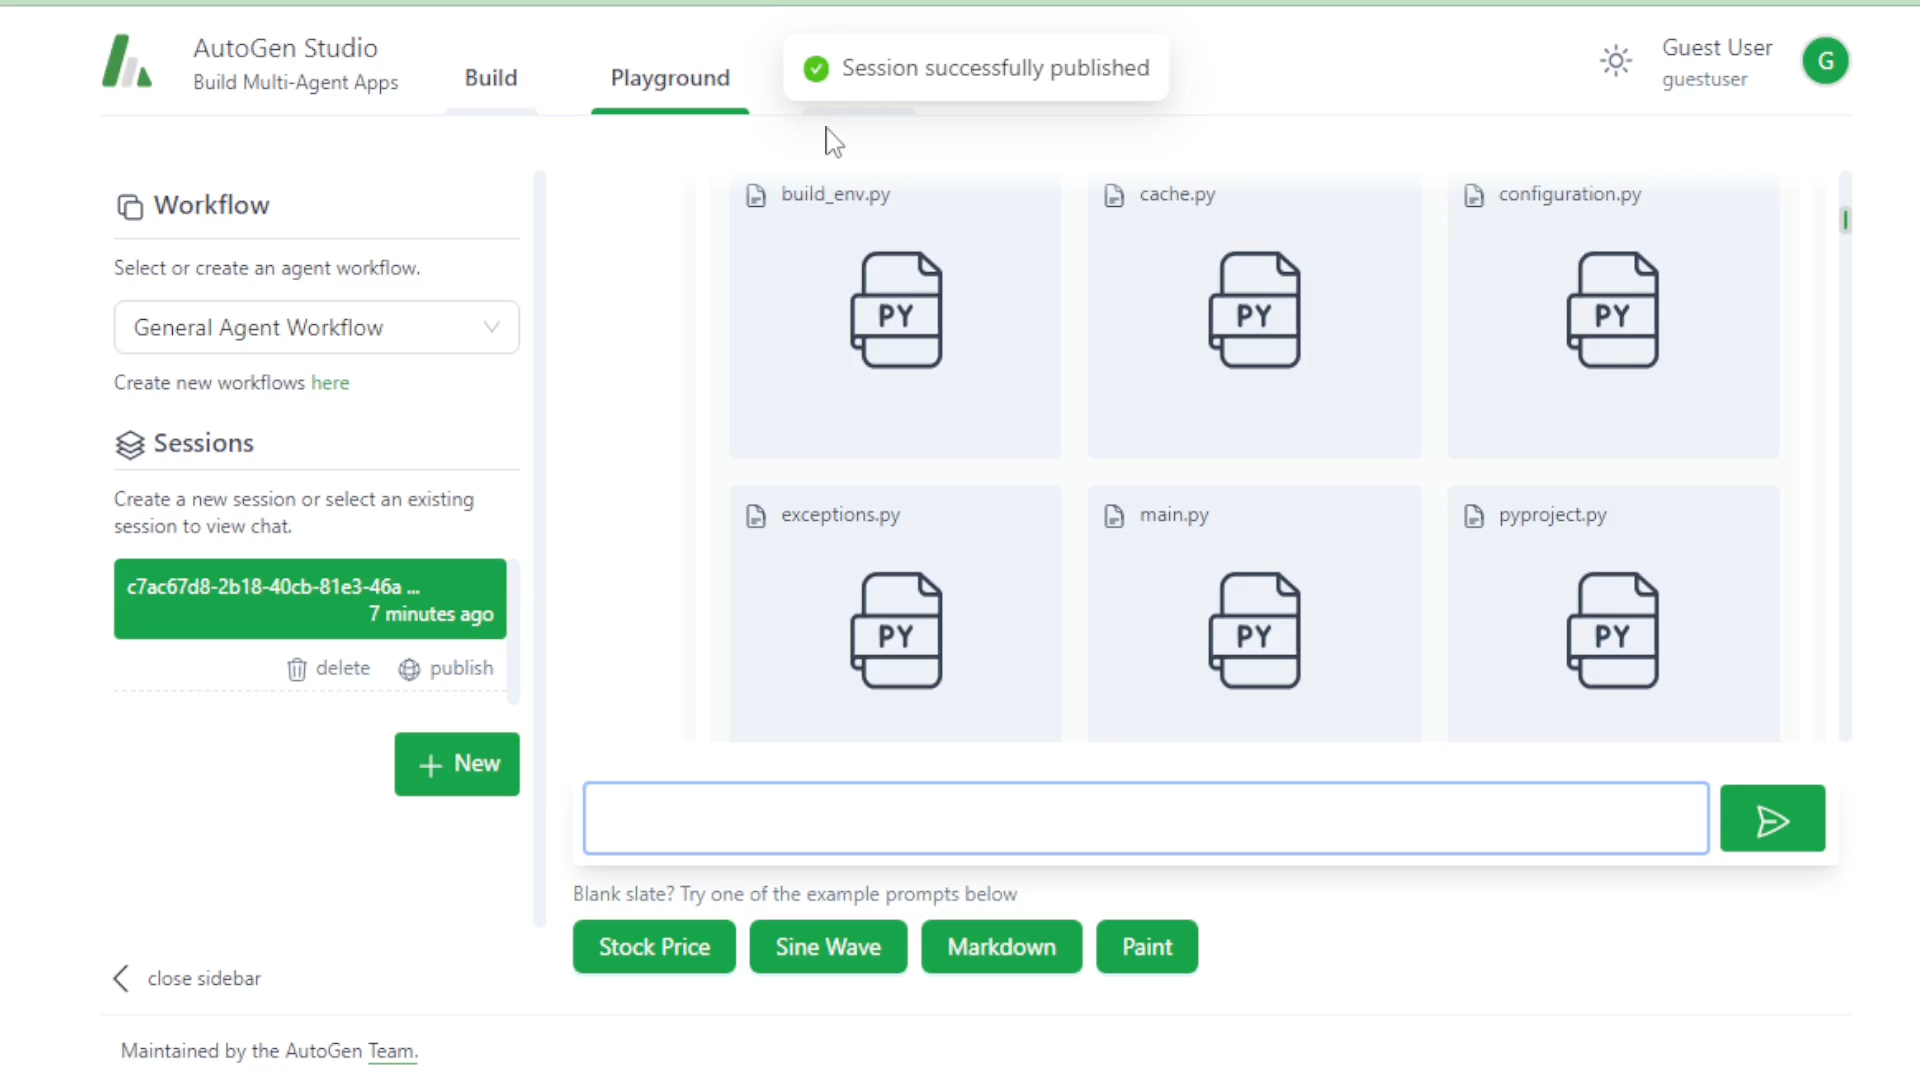 AutoGen Studio
Build Multi-Agent Apps
Build
Playground
Session successfully published
Guest User
guestuser
G
Workflow
Select or create an agent workflow.
General Agent Workflow
Create new workflows here
Sessions
Create a new session or select an existing
session to view chat.
c7ac67d8-2b18-40cb-81e3-46a ...
7 minutes ago
delete
publish
+ New
close sidebar
build_env.py
cache.py
configuration.py
PY
PY
PY
exceptions.py
main.py
pyproject.py
PY
PY
PY
Blank slate? Try one of the example prompts below
Stock Price
Sine Wave
Markdown
Paint
Maintained by the AutoGen Team.